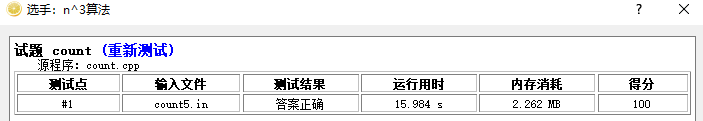 选手：n^3算法
试题 count (重新测试)
源程序：count.cpp
测试点 输入文件 测试结果 运行用时 内存消耗 得分
#1 count5.in 答案正确 15.984 s 2.262 MB 100